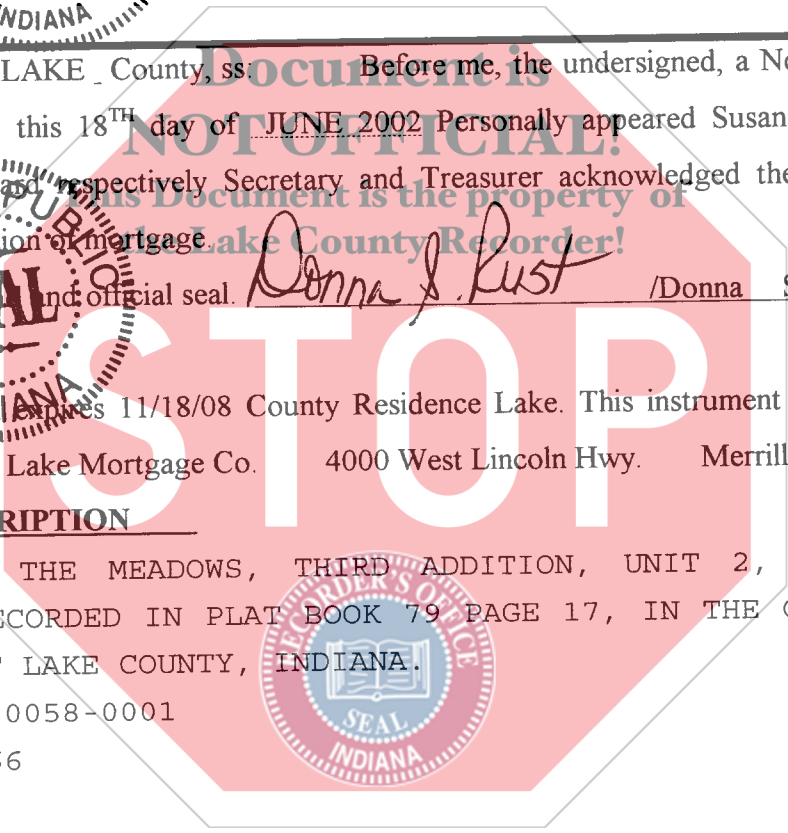 INDIANA
LAKE County, ss: Before me, the undersigned, a No
Document is
this 18TH day of JUNE 2002 Personally appeared Susan
NOT OFFICIAL!
respectively Secretary and Treasurer acknowledged the
This Document is the property of
PUBLIC
ion of mortgage.
the Lake County Recorder!
and official seal. Donna S. Rust /Donna S
STOP
expires 11/18/08 County Residence Lake. This instrument
Lake Mortgage Co. 4000 West Lincoln Hwy. Merrill
RIPTION
THE MEADOWS, THIRD ADDITION, UNIT 2,
ECORDED IN PLAT BOOK 79 PAGE 17, IN THE
LAKE COUNTY, INDIANA.
RECORDER'S OFFICE
0058-0001
SEAL
INDIANA